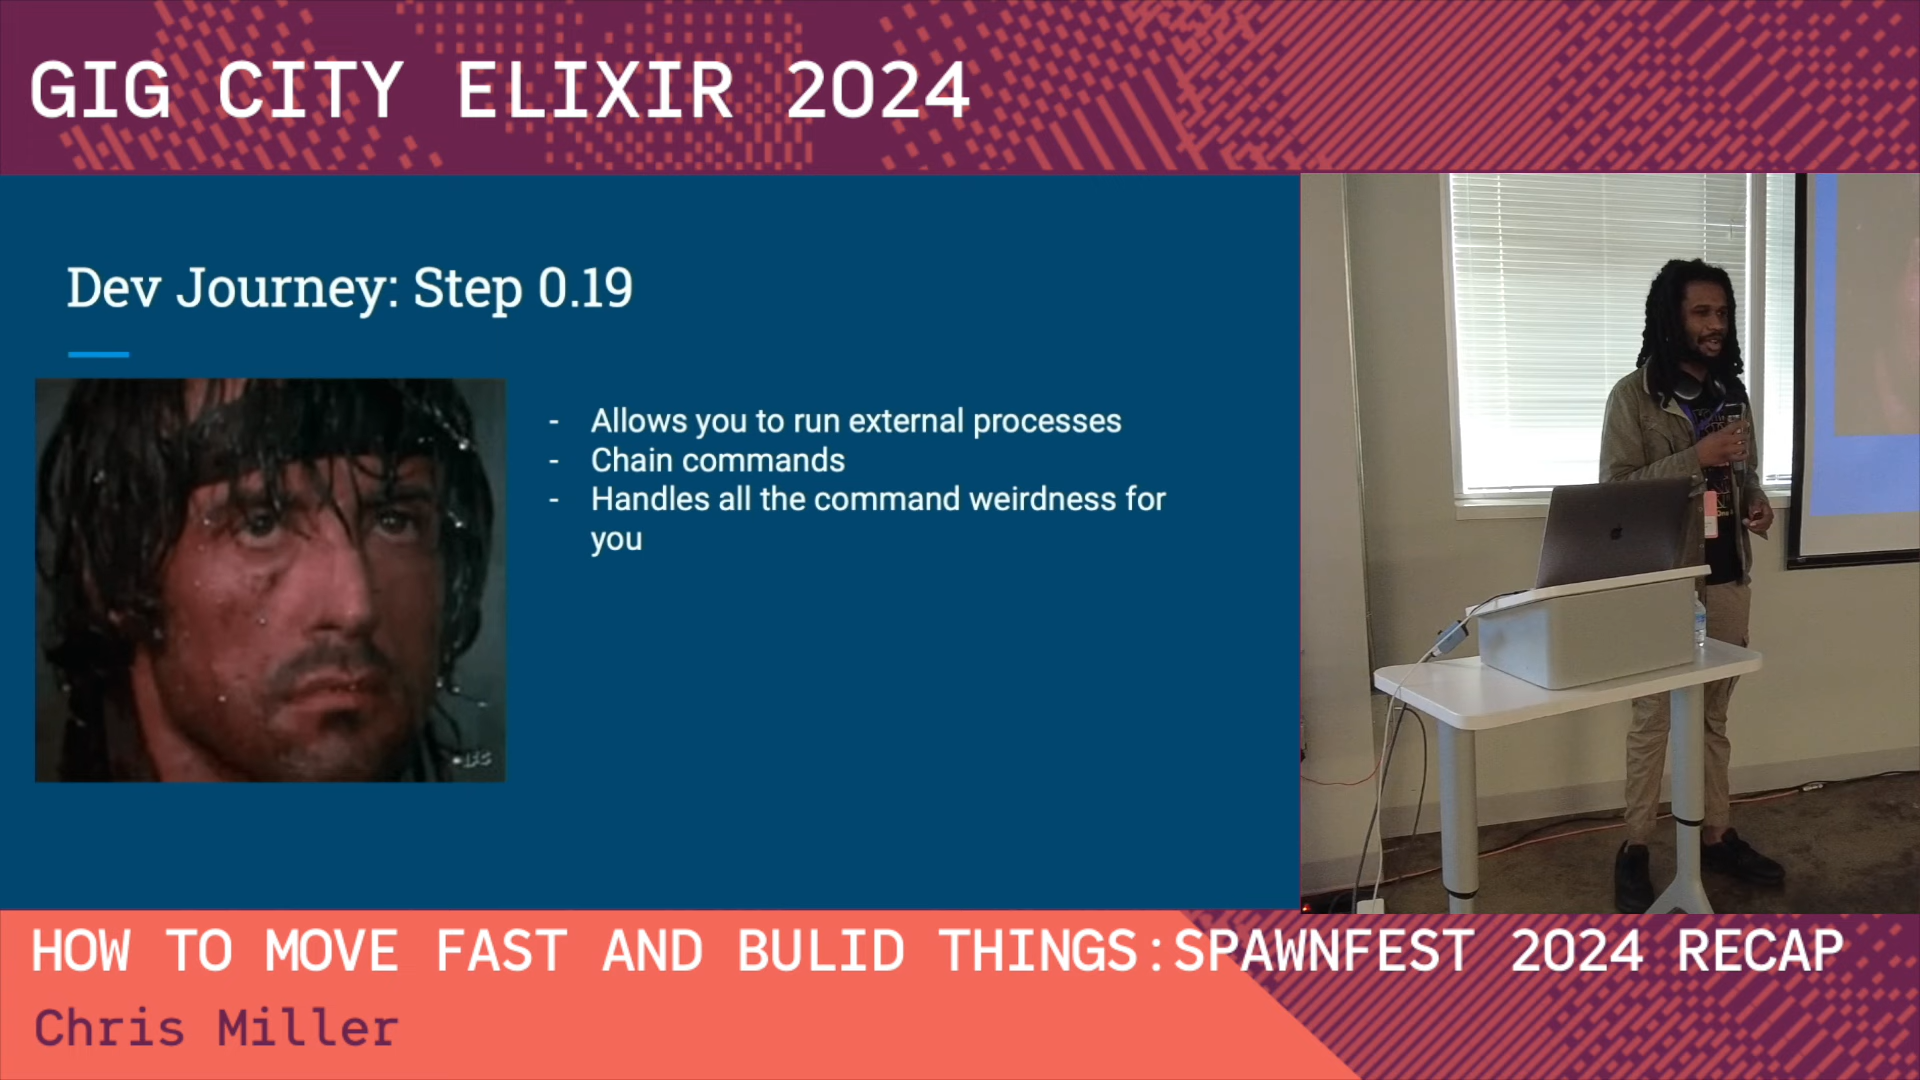 GIG CITY ELIXIR 2024
Dev Journey: Step 0.19
- Allows you to run external processes
- Chain commands
- Handles all the command weirdness for
you
HOW TO MOVE FAST AND BULID THINGS:SPAWNFEST 2024 RECAP
Chris Miller